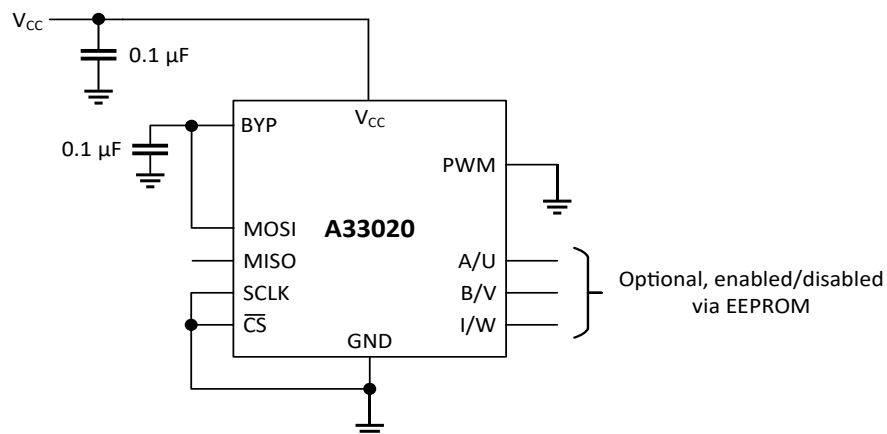 VCC
0.1 µF
0.1 µF
BYP
VCC
PWM
MOSI
A33020
MISO
A/U
SCLK
B/V
CS
I/W
GND
Optional, enabled/disabled
via EEPROM